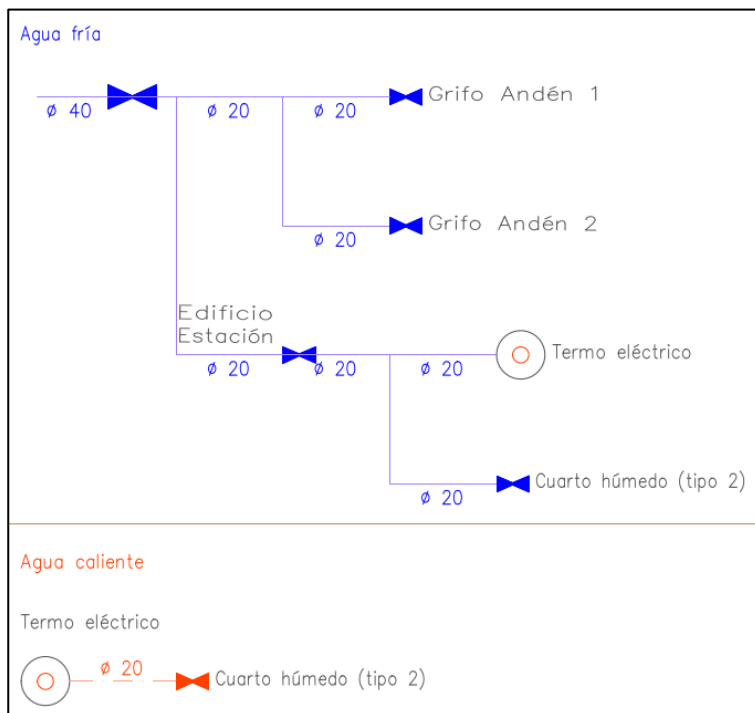 Agua fría
ø 40
ø 20
ø 20
Grifo Andén 1
ø 20
Grifo Andén 2
Edificio
Estación
ø 20
ø 20
ø 20
Termo eléctrico
ø 20
Cuarto húmedo (tipo 2)
Agua caliente
Termo eléctrico
ø 20
Cuarto húmedo (tipo 2)